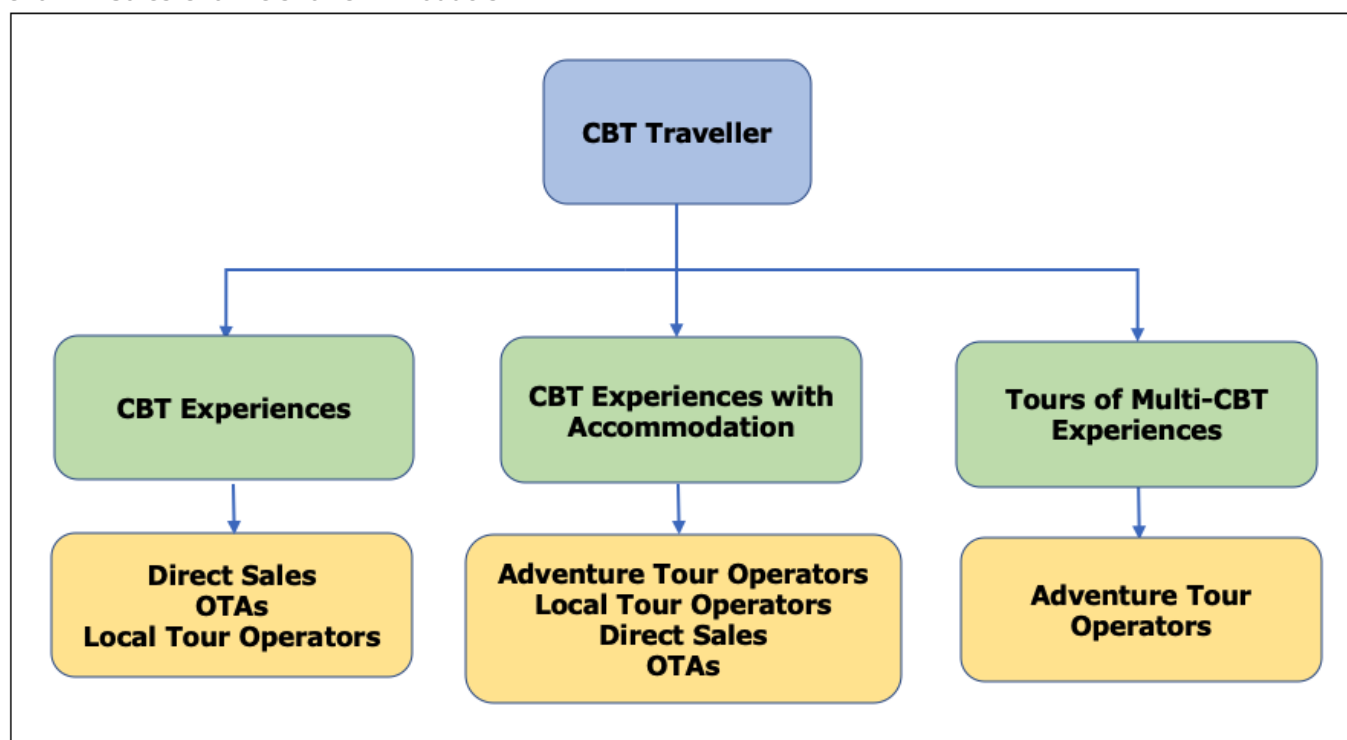 CBT Traveller
CBT Experiences
CBT Experiences with
Accommodation
Tours of Multi-CBT
Experiences
Direct Sales
OTAs
Local Tour Operators
Adventure Tour Operators
Local Tour Operators
Direct Sales
OTAs
Adventure Tour
Operators